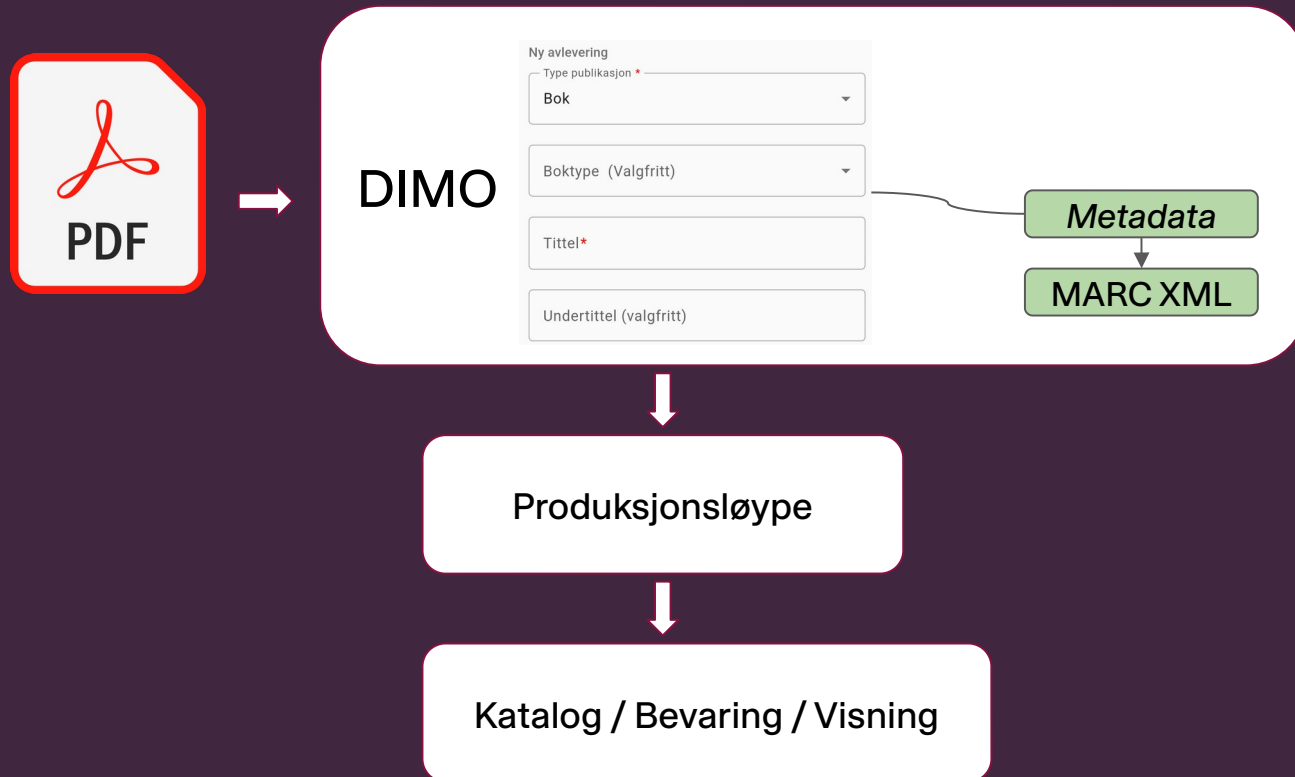 PDF
DIMO
Ny avlevering
Type publikasjon *
Bok
Boktype (Valgfritt)
Tittel*
Undertittel (valgfritt)
Metadata
MARC XML
Produksjonsløype
Katalog / Bevaring / Visning